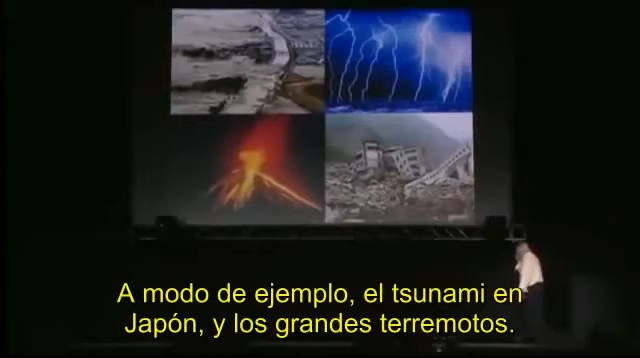 A modo de ejemplo, el tsunami en
Japón, y los grandes terremotos.